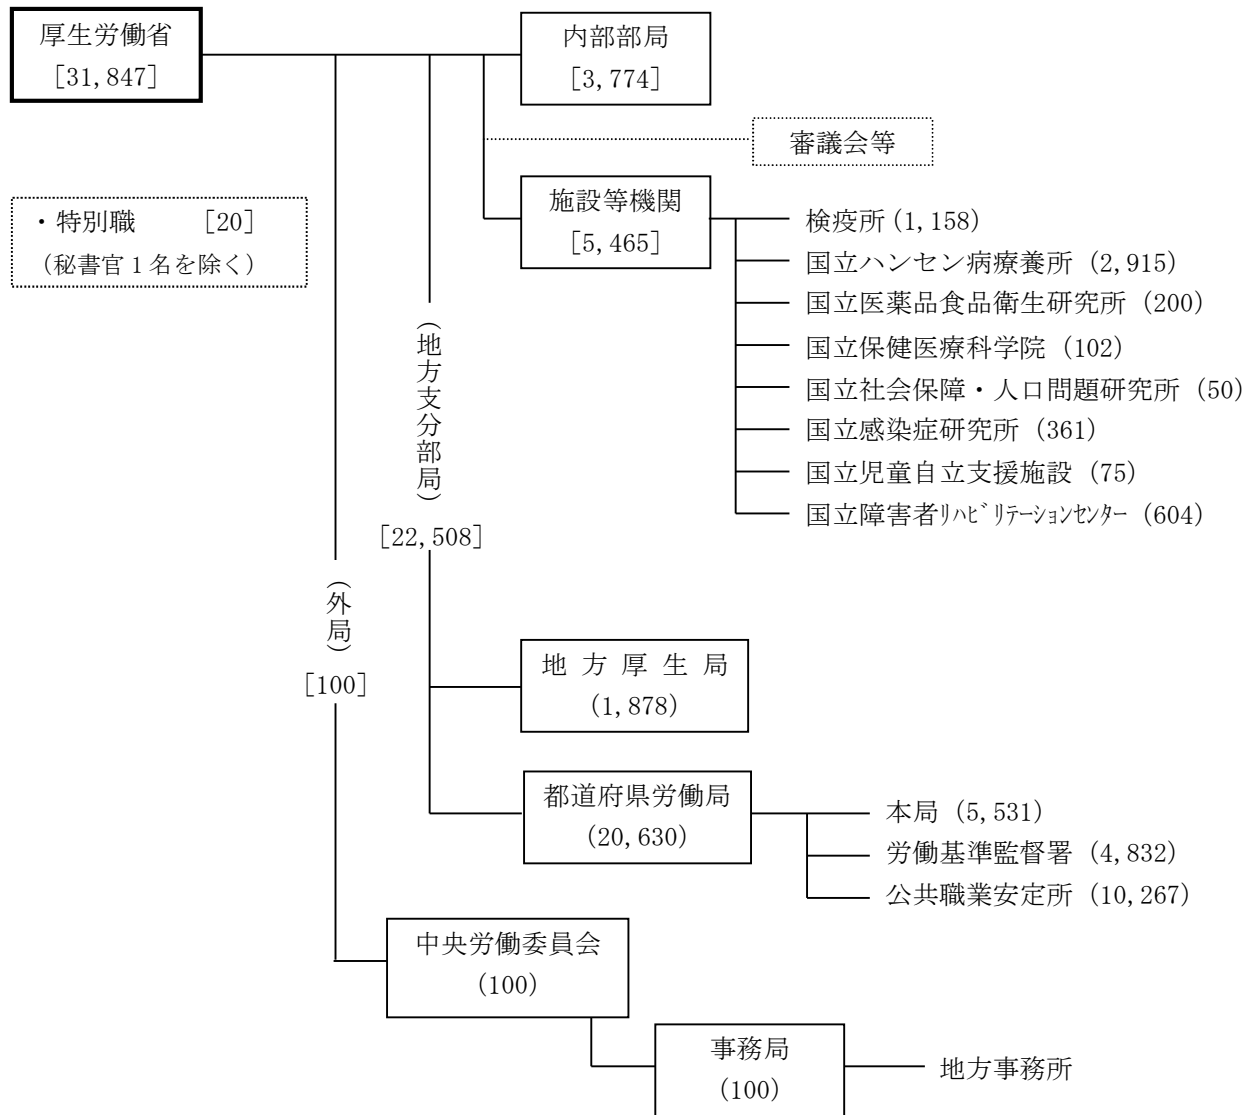 厚生労働省
[31,847]
内部部局
[3,774]
審議会等
・特別職　　[20]
(秘書官１名を除く)
施設等機関
[5,465]
検疫所(1,158)
国立ハンセン病療養所 (2,915)
国立医薬品食品衛生研究所 (200)
国立保健医療科学院 (102)
国立社会保障・人口問題研究所 (50)
国立感染症研究所 (361)
国立児童自立支援施設 (75)
国立障害者ﾘﾊﾋﾞﾘﾃｰｼｮﾝｾﾝﾀｰ (604)
(地方支分部局)
[22,508]
(外局)
[100]
地 方 厚 生 局
(1,878)
都道府県労働局
(20,630)
本局 (5,531)
労働基準監督署 (4,832)
公共職業安定所 (10,267)
中央労働委員会
(100)
事務局
(100)
地方事務所